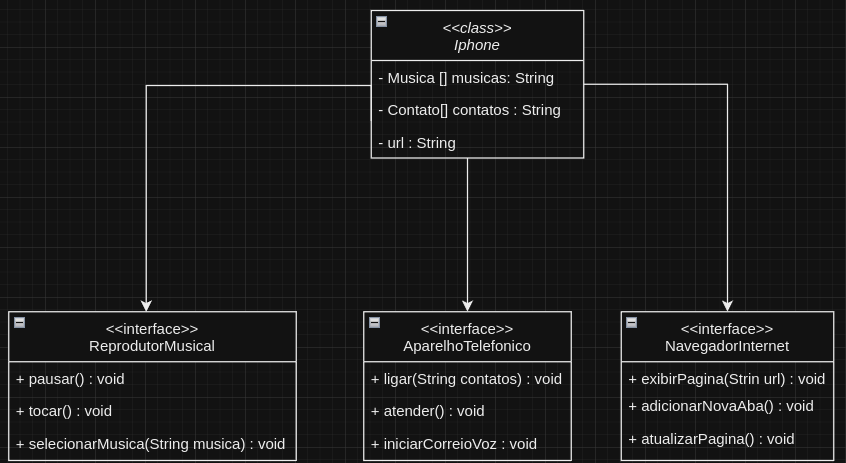 <<class>>
Iphone
- Musica [] musicas: String
- Contato[] contatos : String
- url : String
<<interface>>
ReprodutorMusical
+ pausar() : void
+ tocar() : void
+ selecionarMusica(String musica) : void
<<interface>>
AparelhoTelefonico
+ ligar(String contatos) : void
+ atender() : void
+ iniciarCorreioVoz : void
<<interface>>
NavegadorInternet
+ exibirPagina(Strin url) : void
+ adicionarNovaAba() : void
+ atualizarPagina() : void